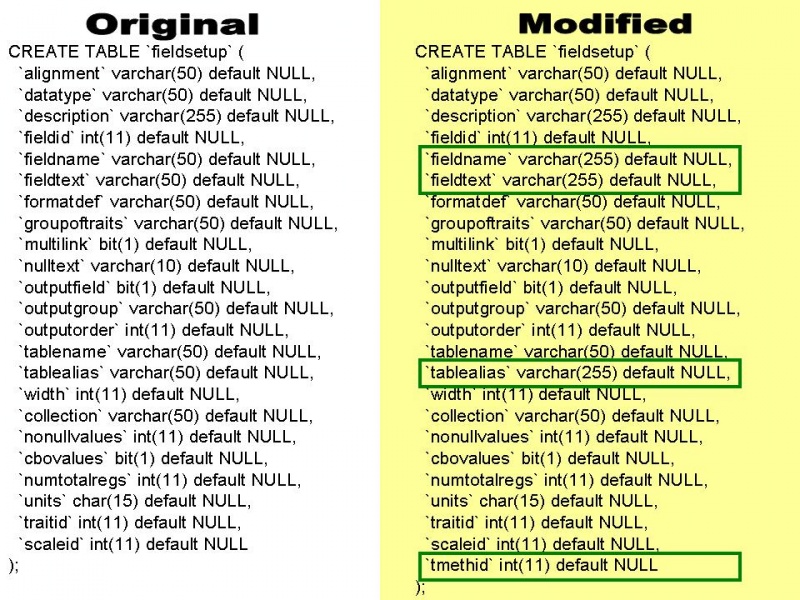 Original
CREATE TABLE `fieldsetup` (
`alignment` varchar(50) default NULL,
`datatype` varchar(50) default NULL,
`description` varchar(255) default NULL,
`fieldid` int(11) default NULL,
`fieldname` varchar(50) default NULL,
`fieldtext` varchar(50) default NULL,
`formatdef` varchar(50) default NULL,
`groupoftraits` varchar(50) default NULL,
`multilink` bit(1) default NULL,
`nulltext` varchar(10) default NULL,
`outputfield` bit(1) default NULL,
`outputgroup` varchar(50) default NULL,
`outputorder` int(11) default NULL,
`tablename` varchar(50) default NULL,
`tablealias` varchar(50) default NULL,
`width` int(11) default NULL,
`collection` varchar(50) default NULL,
`nonullvalues` int(11) default NULL,
`cbovalues` bit(1) default NULL,
`numtotalregs` int(11) default NULL,
`units` char(15) default NULL,
`traitid` int(11) default NULL,
`scaleid` int(11) default NULL
);
Modified
CREATE TABLE `fieldsetup` (
`alignment` varchar(50) default NULL,
`datatype` varchar(50) default NULL,
`description` varchar(255) default NULL,
`fieldid` int(11) default NULL,
`fieldname` varchar(255) default NULL,
`fieldtext` varchar(255) default NULL,
`formatdef` varchar(50) default NULL,
`groupoftraits` varchar(50) default NULL,
`multilink` bit(1) default NULL,
`nulltext` varchar(10) default NULL,
`outputfield` bit(1) default NULL,
`outputgroup` varchar(50) default NULL,
`outputorder` int(11) default NULL,
`tablename` varchar(50) default NULL,
`tablealias` varchar(255) default NULL,
`width` int(11) default NULL,
`collection` varchar(50) default NULL,
`nonullvalues` int(11) default NULL,
`cbovalues` bit(1) default NULL,
`numtotalregs` int(11) default NULL,
`units` char(15) default NULL,
`traitid` int(11) default NULL,
`scaleid` int(11) default NULL,
`tmethid` int(11) default NULL
);